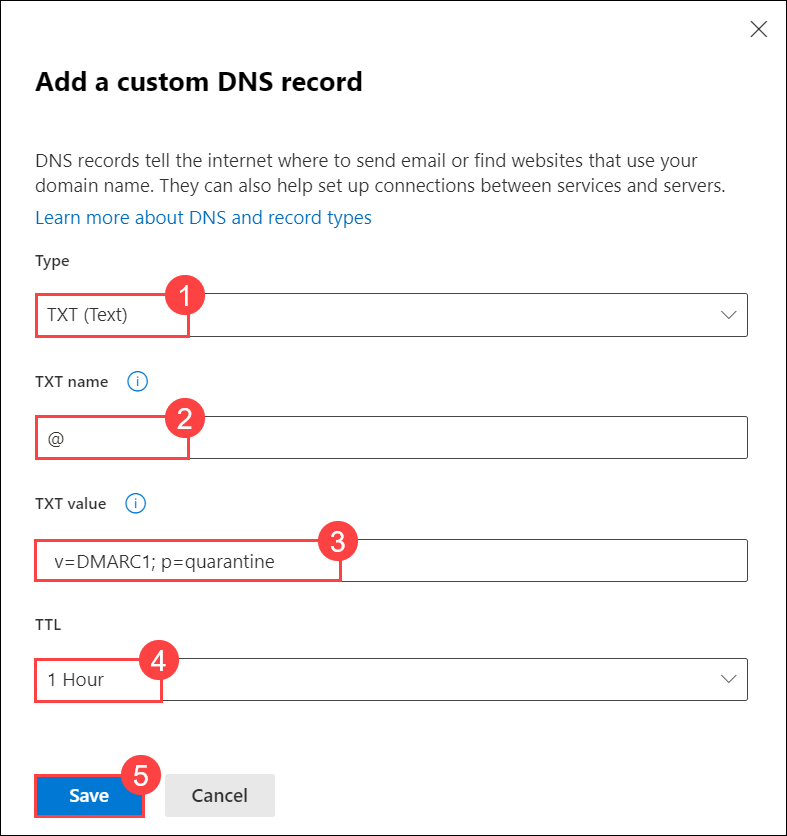 Add a custom DNS record
DNS records tell the internet where to send email or find websites that use your
domain name. They can also help set up connections between services and servers.
Learn more about DNS and record types
Type
1
TXT (Text)
TXT name
2
@
TXT value
3
v=DMARC1; p=quarantine
TTL
4
1 Hour
5
Save Cancel